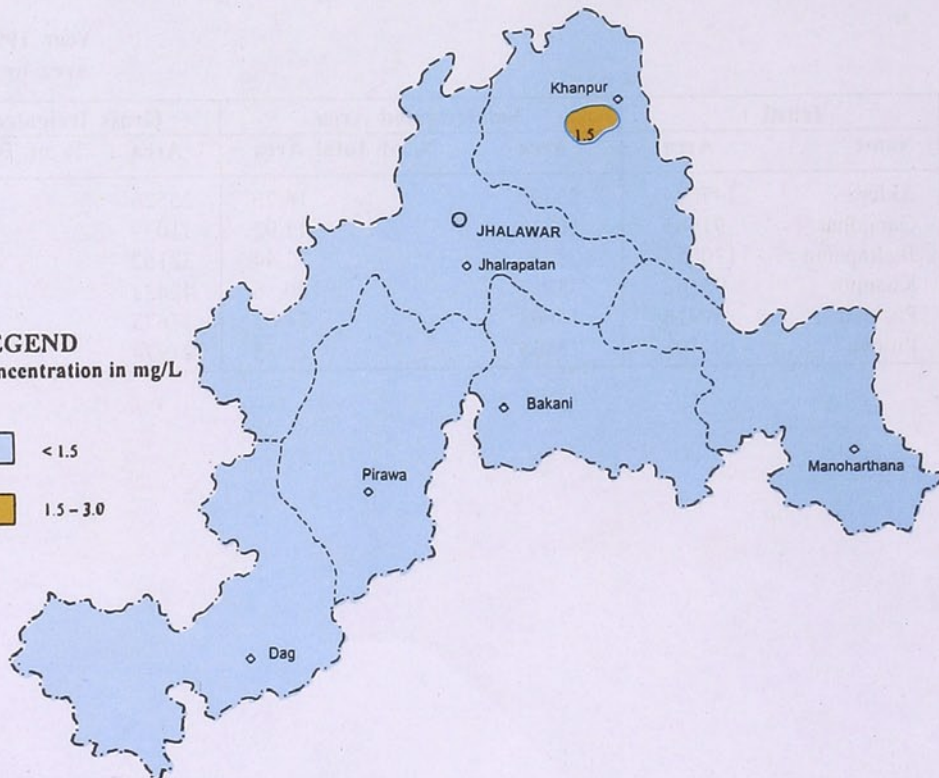 Khanpur
1.5
JHALAWAR
Jhalrapatan
EGEND
ncentration in mg/L
< 1.5
1.5 – 3.0
Bakani
Pirawa
Manoharthana
Dag